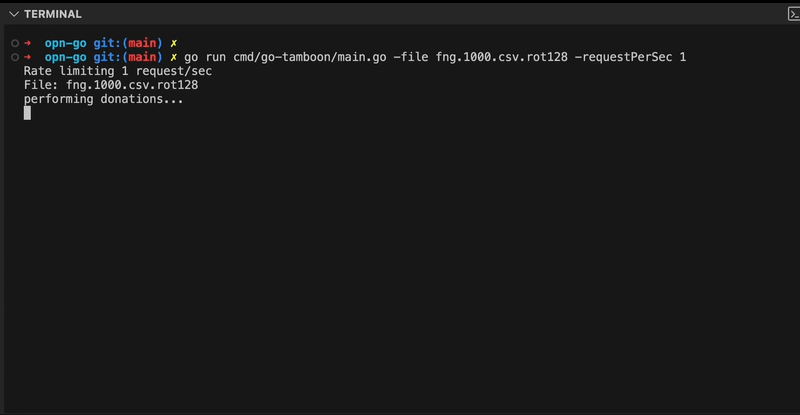 TERMINAL
➜ opn-go git:(main) ✗
➜ opn-go git:(main) ✗ go run cmd/go-tamboon/main.go -file fng.1000.csv.rot128 -requestPerSec 1
Rate limiting 1 request/sec
File: fng.1000.csv.rot128
performing donations...